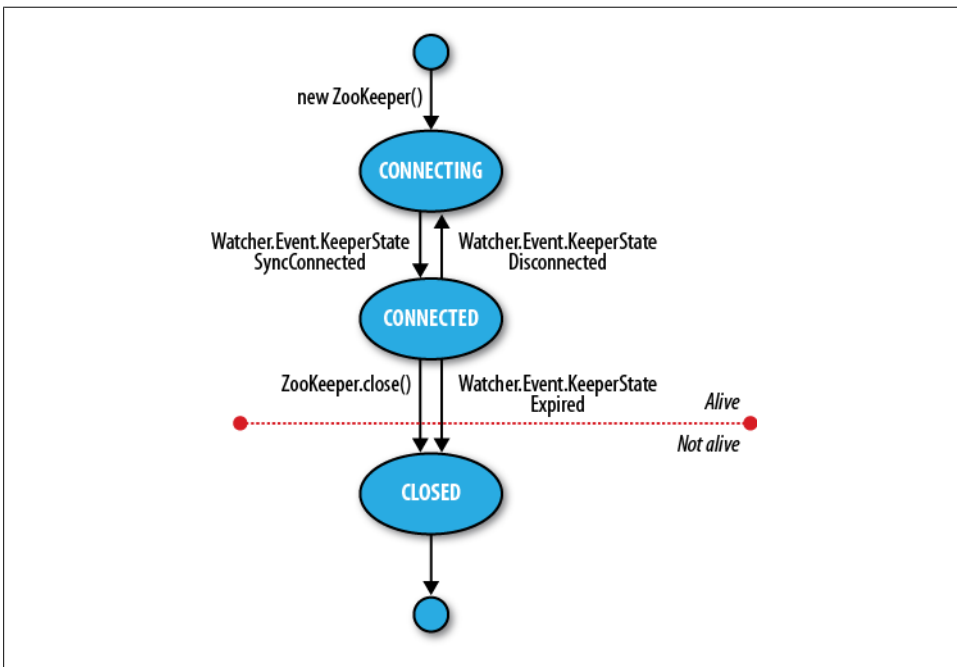 new ZooKeeper()
CONNECTING
Watcher.Event.KeeperState
SyncConnected
Watcher.Event.KeeperState
Disconnected
CONNECTED
ZooKeeper.close()
Watcher.Event.KeeperState
Expired
Alive
Not alive
CLOSED